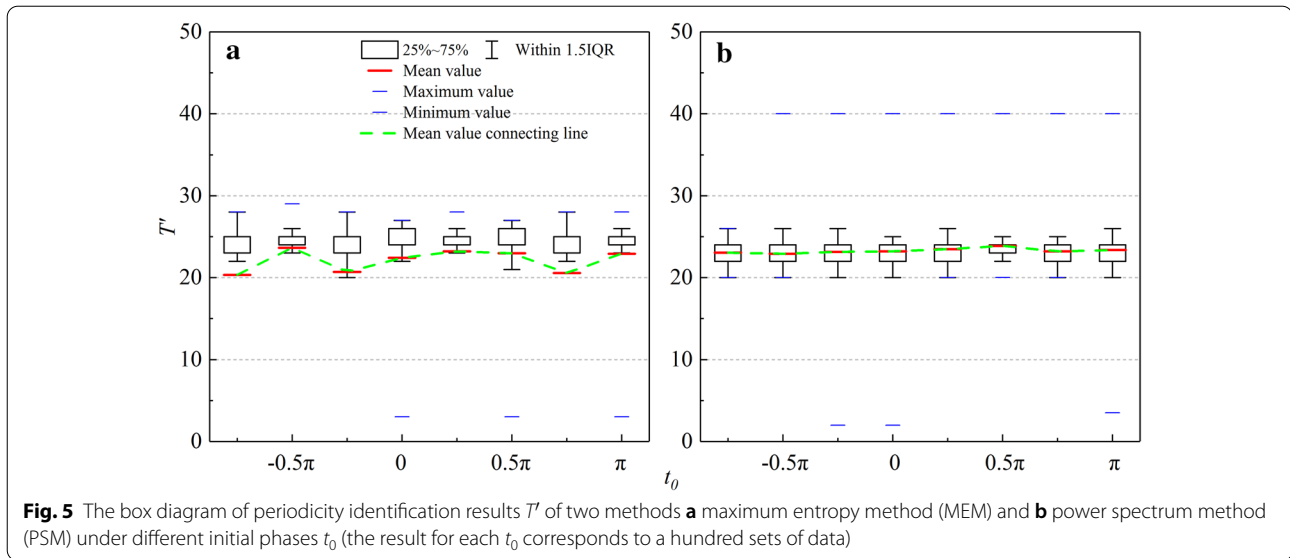 a
25%~75% Within 1.5IQR
Mean value
Maximum value
Minimum value
Mean value connecting line
b
T'
50
40
30
20
10
0
-0.5π 0 0.5π π
50
40
30
20
10
0
-0.5π 0 0.5π π
t0
Fig. 5 The box diagram of periodicity identification results T′ of two methods a maximum entropy method (MEM) and b power spectrum method
(PSM) under different initial phases t0 (the result for each t0 corresponds to a hundred sets of data)